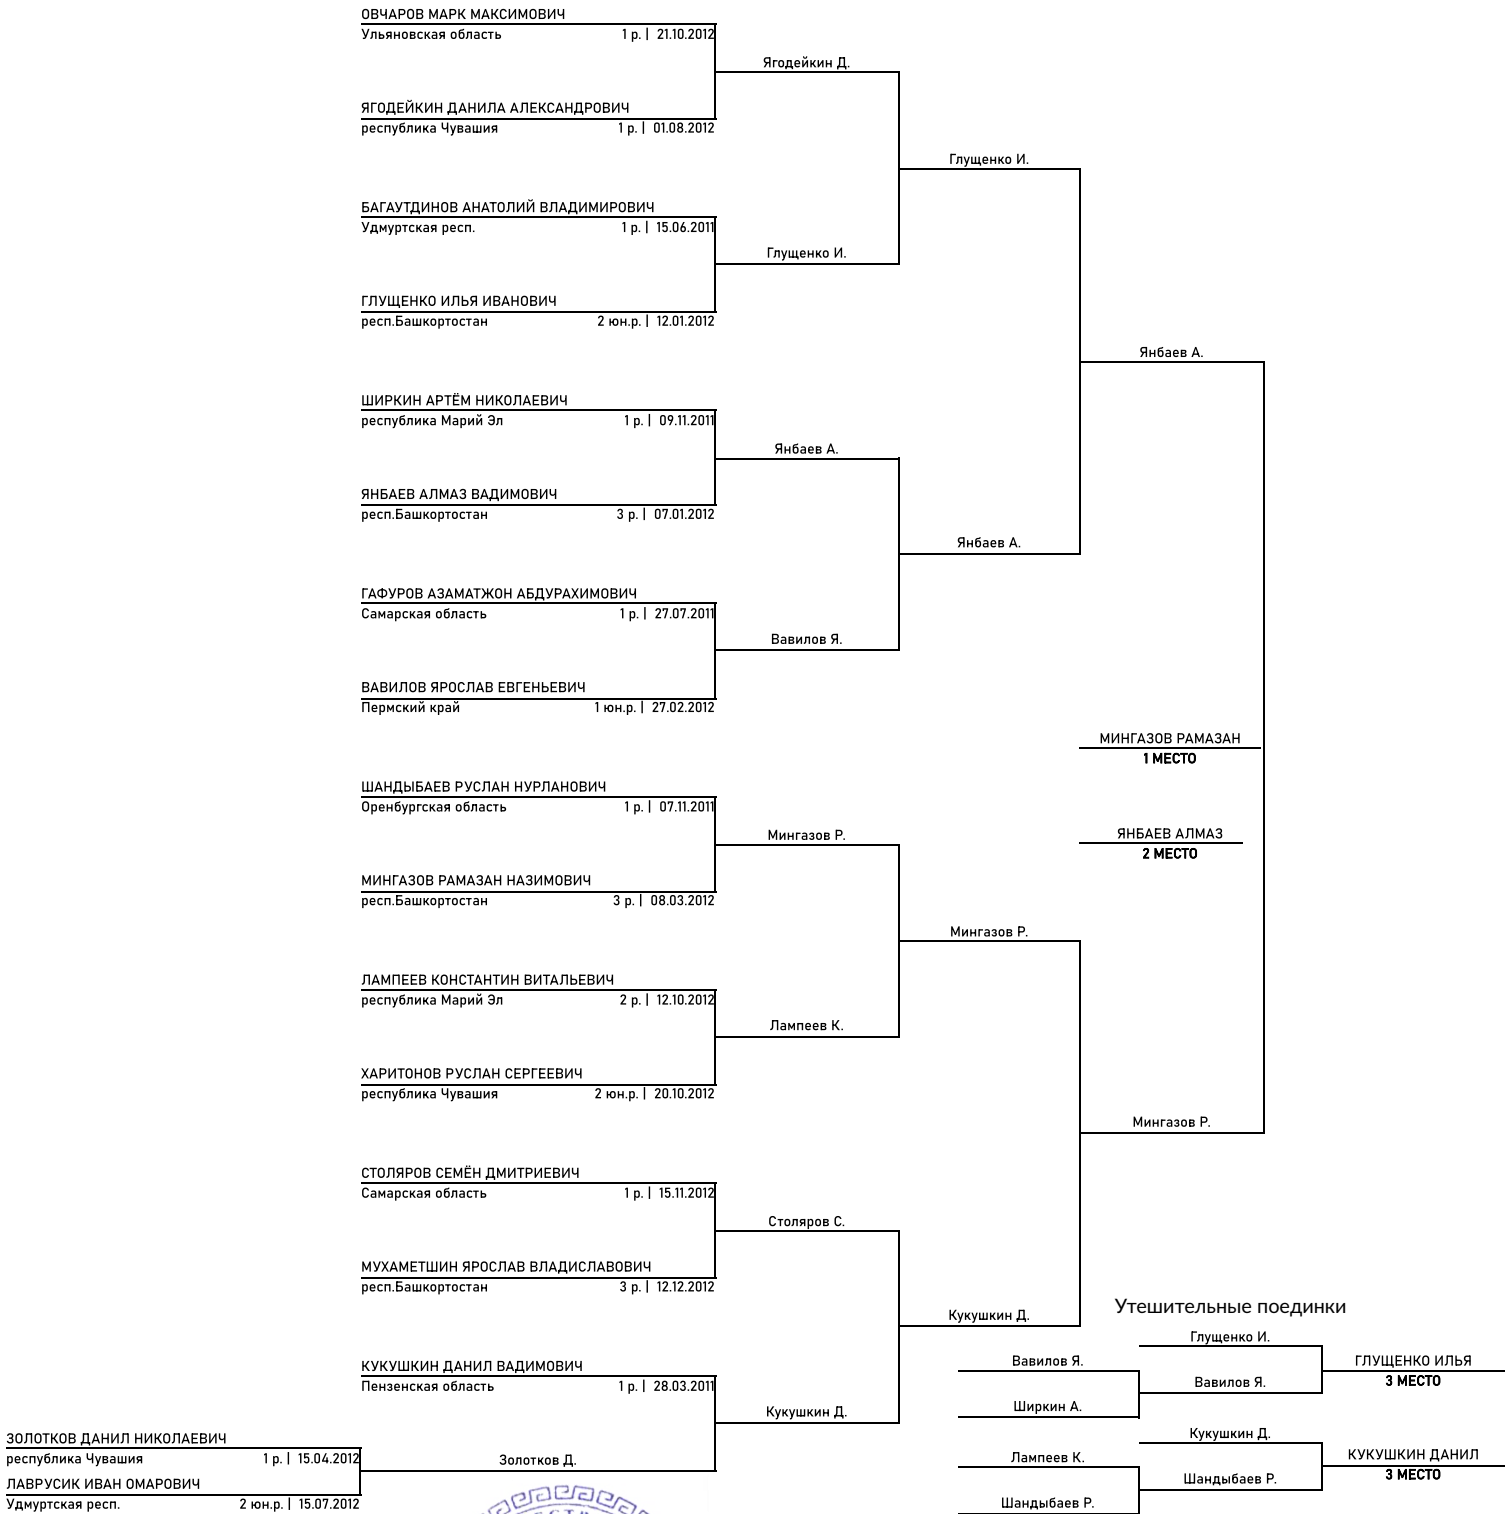 ОВЧАРОВ МАРК МАКСИМОВИЧ
Ульяновская область 1 р. | 21.10.2012
Ягодейкин Д.
ЯГОДЕЙКИН ДАНИЛА АЛЕКСАНДРОВИЧ
республика Чувашия 1 р. | 01.08.2012
Глущенко И.
БАГАУТДИНОВ АНАТОЛИЙ ВЛАДИМИРОВИЧ
Удмуртская респ. 1 р. | 15.06.2011
Глущенко И.
ГЛУЩЕНКО ИЛЬЯ ИВАНОВИЧ
респ.Башкортостан 2 юн.р. | 12.01.2012
Янбаев А.
ШИРКИН АРТЁМ НИКОЛАЕВИЧ
республика Марий Эл 1 р. | 09.11.2011
Янбаев А.
ЯНБАЕВ АЛМАЗ ВАДИМОВИЧ
респ.Башкортостан 3 р. | 07.01.2012
Янбаев А.
ГАФУРОВ АЗАМАТЖОН АБДУРАХИМОВИЧ
Самарская область 1 р. | 27.07.2011
Вавилов Я.
ВАВИЛОВ ЯРОСЛАВ ЕВГЕНЬЕВИЧ
Пермский край 1 юн.р. | 27.02.2012
МИНГАЗОВ РАМАЗАН
1 МЕСТО
ШАНДЫБАЕВ РУСЛАН НУРЛАНОВИЧ
Оренбургская область 1 р. | 07.11.2011
Мингазов Р.
ЯНБАЕВ АЛМАЗ
2 МЕСТО
МИНГАЗОВ РАМАЗАН НАЗИМОВИЧ
респ.Башкортостан 3 р. | 08.03.2012
Мингазов Р.
ЛАМПЕЕВ КОНСТАНТИН ВИТАЛЬЕВИЧ
республика Марий Эл 2 р. | 12.10.2012
Лампеев К.
ХАРИТОНОВ РУСЛАН СЕРГЕЕВИЧ
республика Чувашия 2 юн.р. | 20.10.2012
Мингазов Р.
СТОЛЯРОВ СЕМЁН ДМИТРИЕВИЧ
Самарская область 1 р. | 15.11.2012
Столяров С.
МУХАМЕТШИН ЯРОСЛАВ ВЛАДИСЛАВОВИЧ
респ.Башкортостан 3 р. | 12.12.2012
Кукушкин Д.
КУКУШКИН ДАНИЛ ВАДИМОВИЧ
Пензенская область 1 р. | 28.03.2011
Кукушкин Д.
ЗОЛОТКОВ ДАНИЛ НИКОЛАЕВИЧ
республика Чувашия 1 р. | 15.04.2012
Золотков Д.
ЛАВРУСИК ИВАН ОМАРОВИЧ
Удмуртская респ. 2 юн.р. | 15.07.2012
Утешительные поединки
Глущенко И.
Вавилов Я.
ГЛУЩЕНКО ИЛЬЯ
3 МЕСТО
Вавилов Я.
Ширкин А.
Кукушкин Д.
Лампеев К.
КУКУШКИН ДАНИЛ
3 МЕСТО
Шандыбаев Р.
Шандыбаев Р.